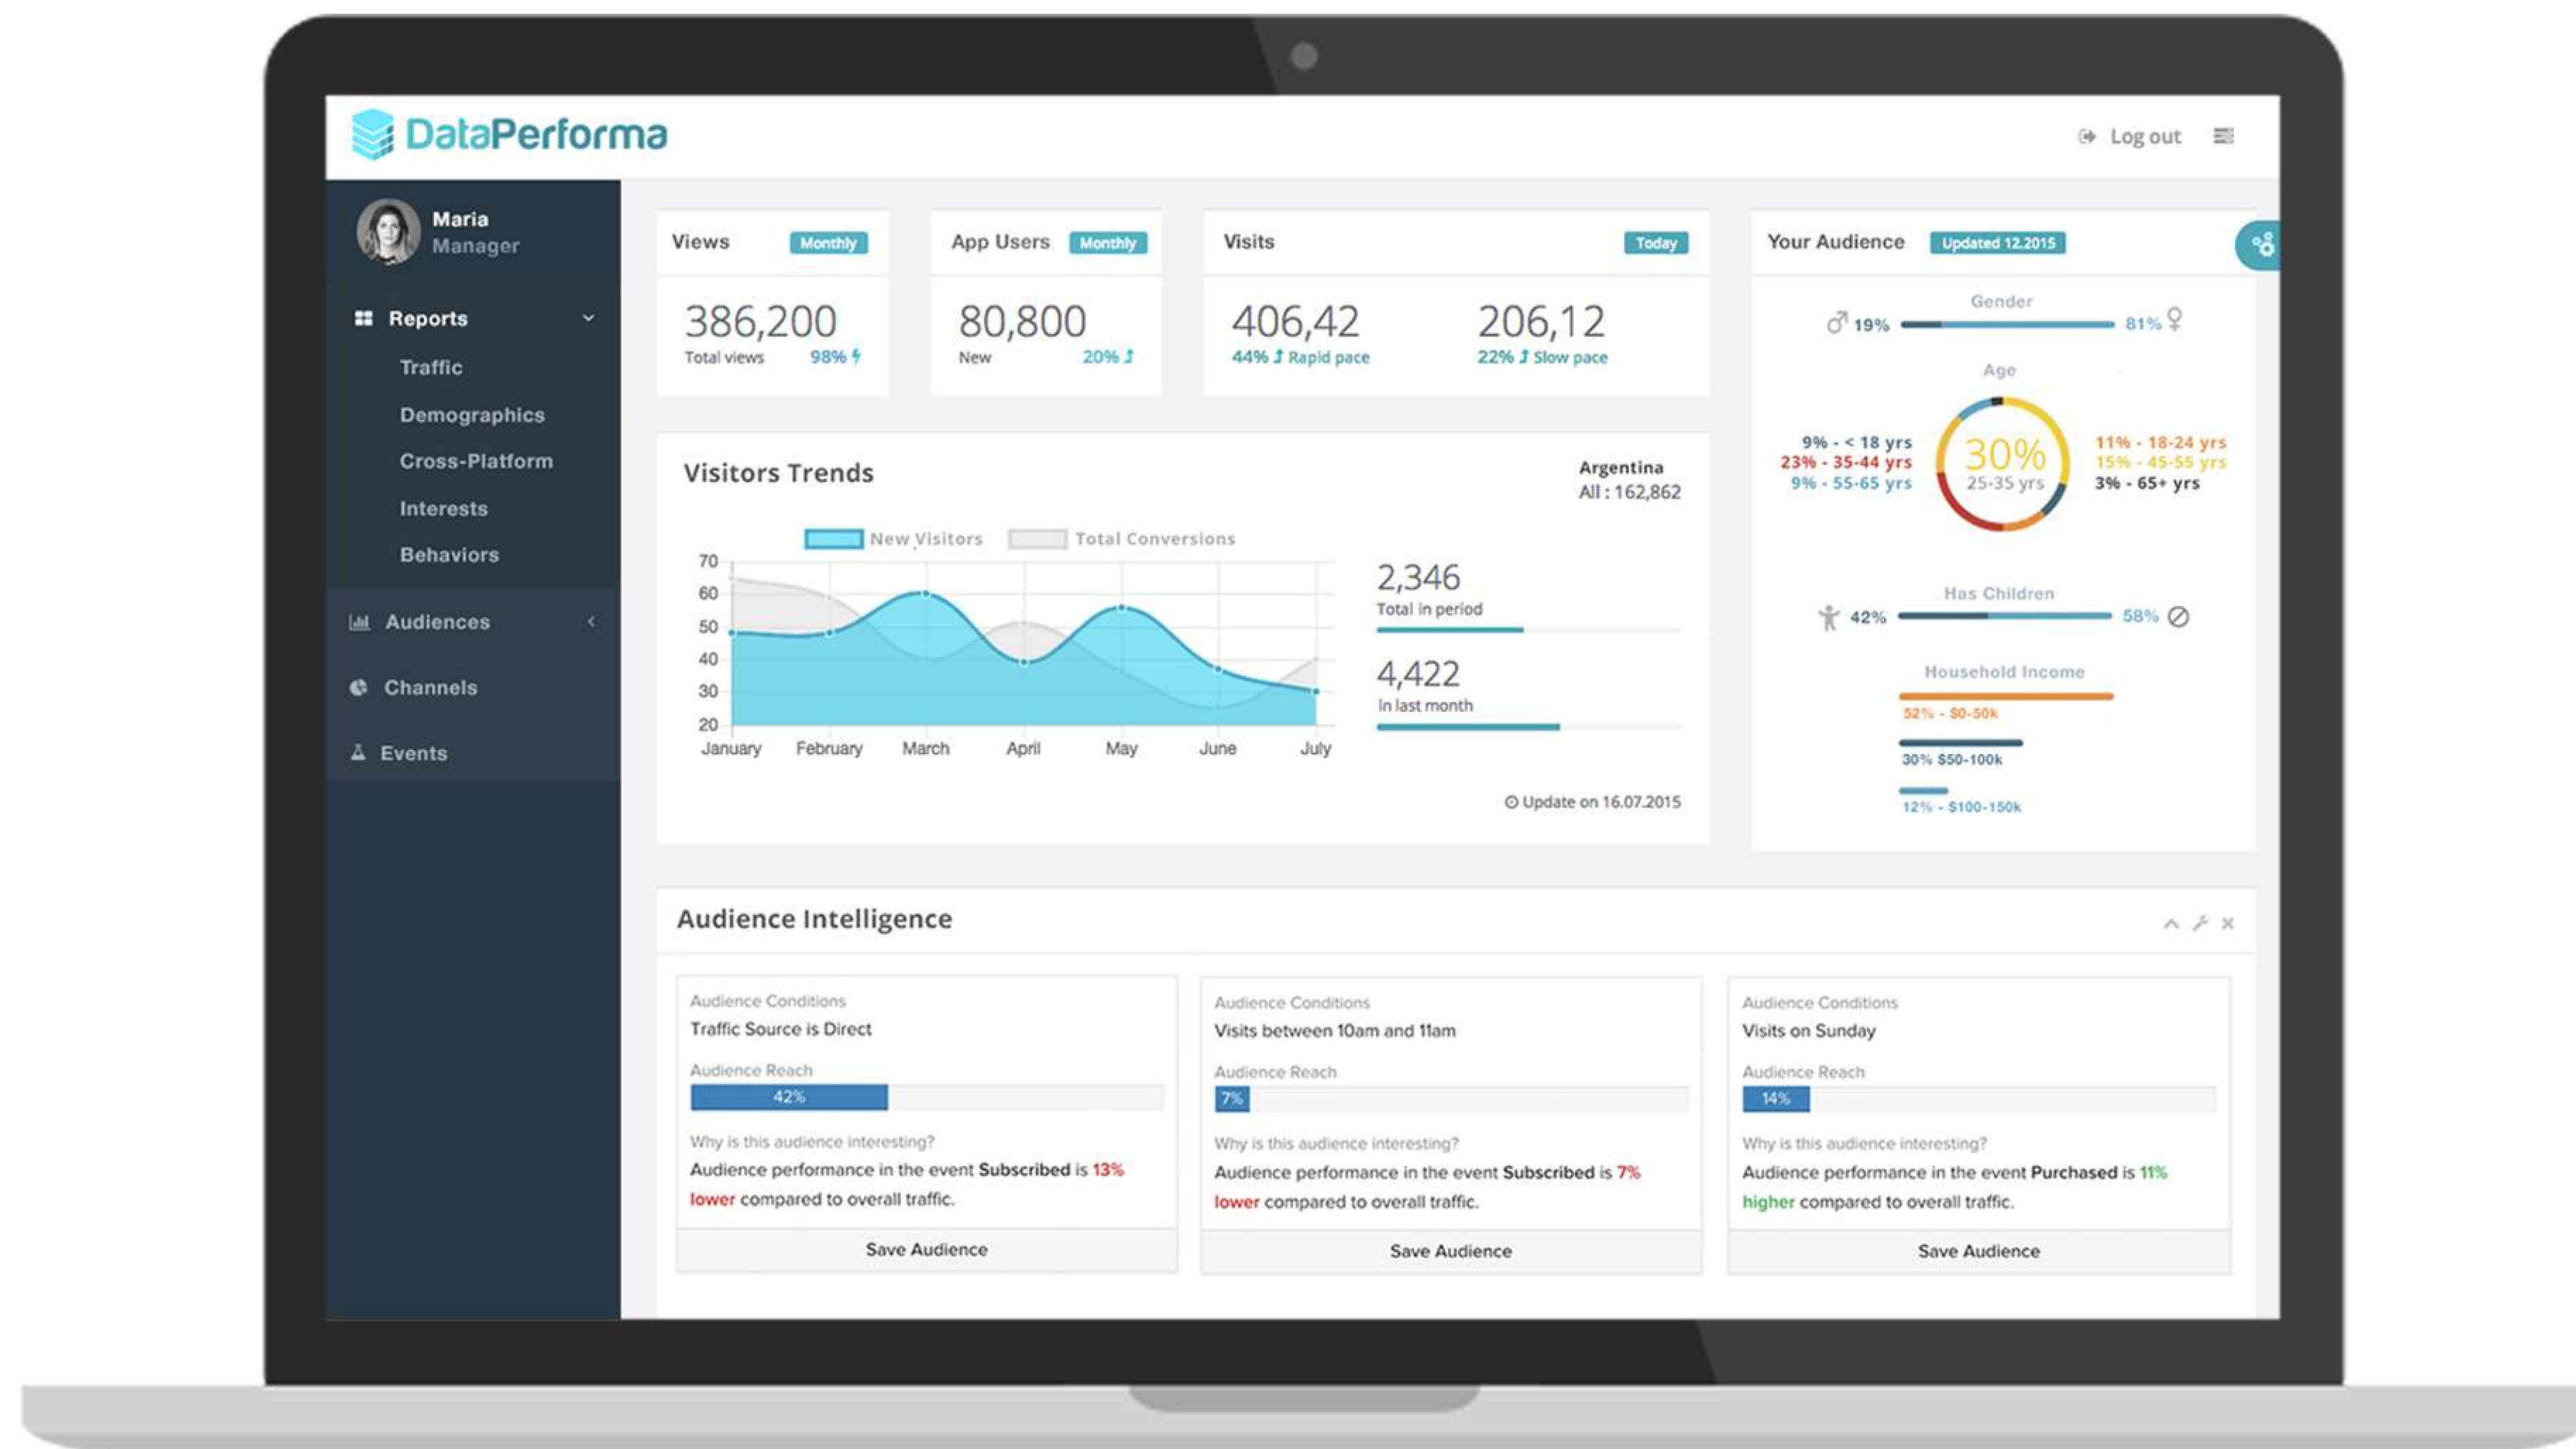 DataPerforma
Log out
Maria
Manager
Reports
Traffic
Demographics
Cross-Platform
Interests
Behaviors
Audiences
Channels
Events
Views Monthly
386,200
Total views 98%
App Users Monthly
80,800
New 20%
Visits Today
406,42 206,12
44% Rapid pace 22% Slow pace
Visitors Trends
Argentina
All : 162,862
New Visitors Total Conversions
70
60
50
40
30
20
January February March April May June July
2,346
Total in period
4,422
In last month
Update on 16.07.2015
Your Audience Updated 12.2015
Gender
19% 81%
Age
9% - < 18 yrs
23% - 35-44 yrs
9% - 55-65 yrs
30%
25-35 yrs
11% - 18-24 yrs
15% - 45-55 yrs
3% - 65+ yrs
Has Children
42% 58%
Household Income
52% - $0-50k
30% $50-100k
12% - $100-150k
Audience Intelligence
Audience Conditions
Traffic Source is Direct
Audience Reach
42%
Why is this audience interesting?
Audience performance in the event Subscribed is 13%
lower compared to overall traffic.
Save Audience
Audience Conditions
Visits between 10am and 11am
Audience Reach
7%
Why is this audience interesting?
Audience performance in the event Subscribed is 7%
lower compared to overall traffic.
Save Audience
Audience Conditions
Visits on Sunday
Audience Reach
14%
Why is this audience interesting?
Audience performance in the event Purchased is 11%
higher compared to overall traffic.
Save Audience